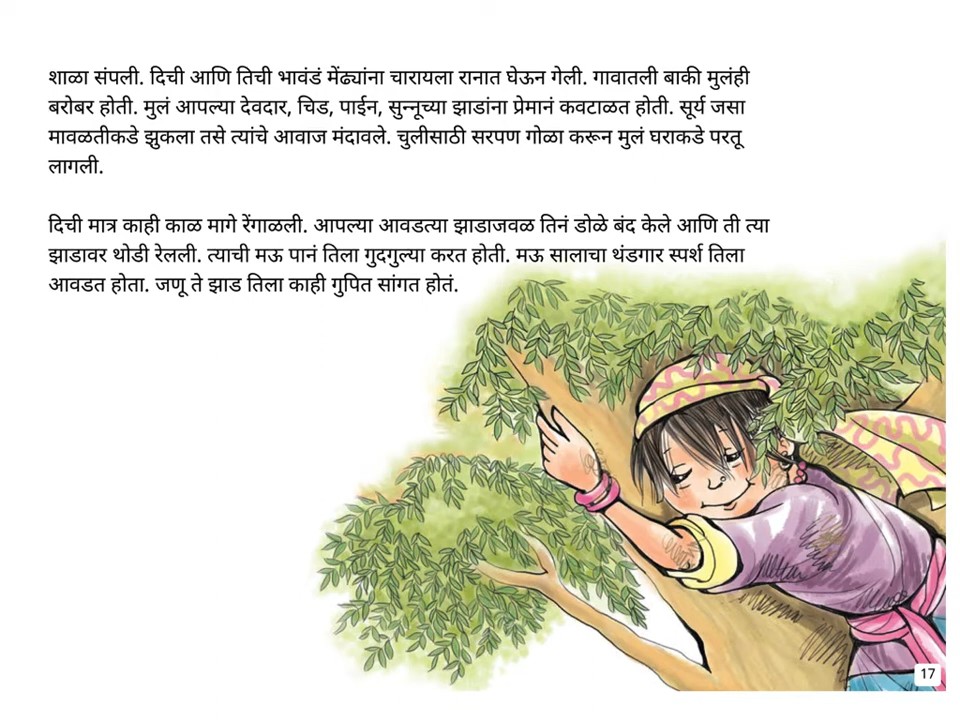 शाळा संपली. दिची आणि तिची भावंडं मेंढ्यांना चारायला रानात घेऊन गेली. गावातली बाकी मुलंही
बरोबर होती. मुलं आपल्या देवदार, चिड, पाईन, सुन्नूच्या झाडांना प्रेमानं कवटाळत होती. सूर्य जसा
मावळतीकडे झुकला तसे त्यांचे आवाज मंदावले. चुलीसाठी सरपण गोळा करून मुलं घराकडे परतू
लागली.
दिची मात्र काही काळ मागे रेंगाळली. आपल्या आवडत्या झाडाजवळ तिनं डोळे बंद केले आणि ती त्या
झाडावर थोडी रेलली. त्याची मऊ पानं तिला गुदगुल्या करत होती. मऊ सालाचा थंडगार स्पर्श तिला
आवडत होता. जणू ते झाड तिला काही गुपित सांगत होतं.
17